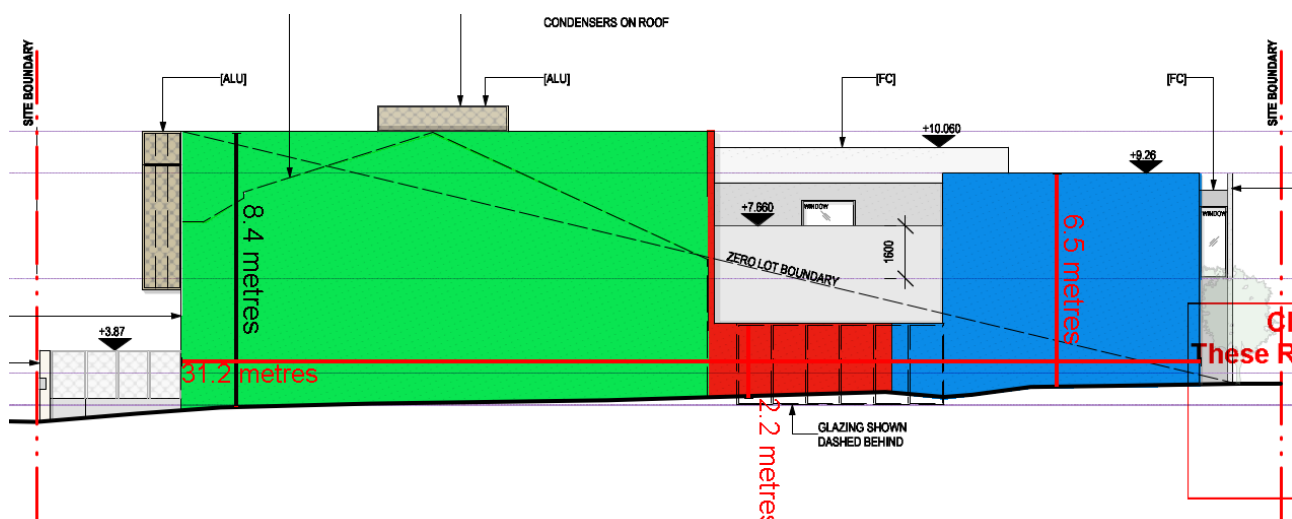 CONDENSERS ON ROOF
SITE BOUNDARY
[ALU]
[ALU]
[FC]
[FC]
SITE BOUNDARY
+10.060
+9.26
+7.660
WINDOW
WINDOW
1600
ZERO LOT BOUNDARY
8.4 metres
6.5 metres
+3.87
31.2 metres
2.2 metres
GLAZING SHOWN
DASHED BEHIND
These R